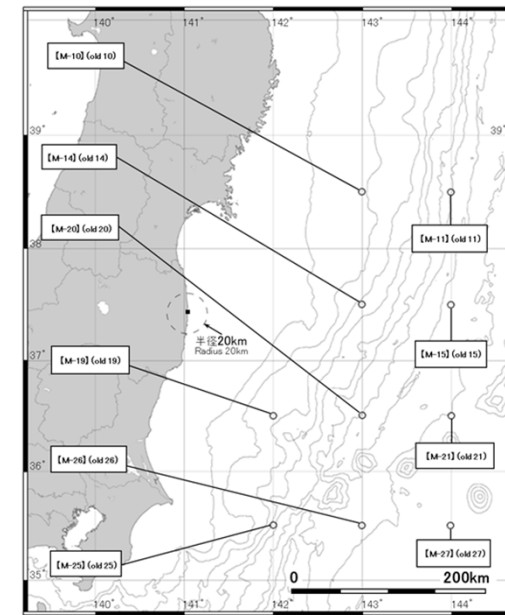 140° 141° 142° 143° 144°
【M-10】(old 10)
39° 39°
【M-14】(old 14)
【M-20】(old 20)
38°
【M-11】(old 11)
半径20km
Radius 20km
【M-19】(old 19)
【M-15】(old 15)
37°
【M-26】(old 26)
【M-21】(old 21)
36°
【M-25】(old 25)
【M-27】(old 27)
0 200km
35°
140° 141° 142° 143° 144°